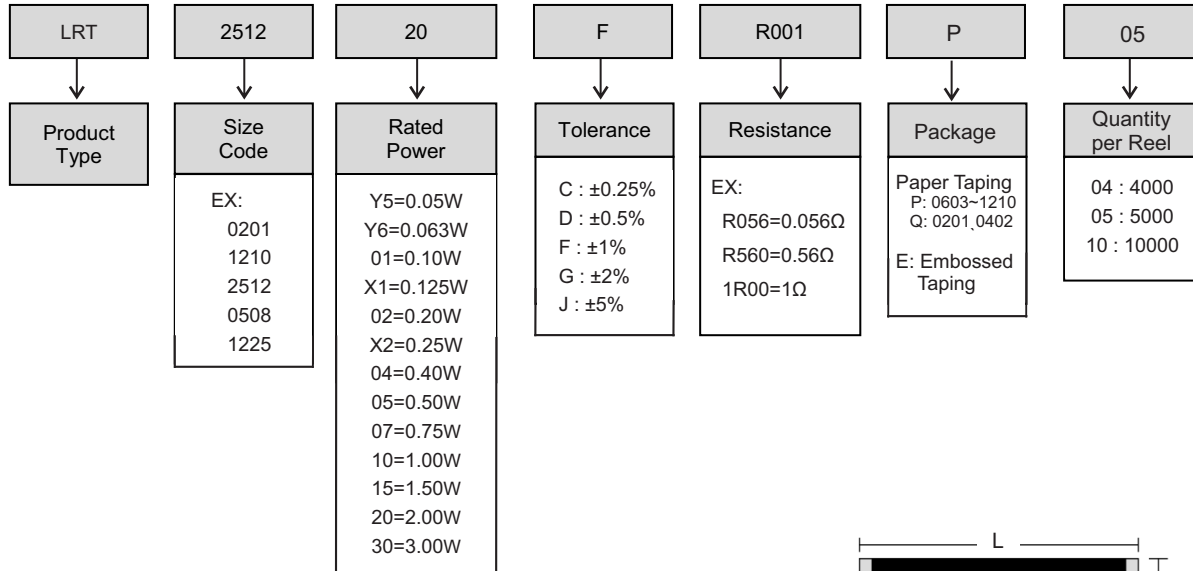 LRT 2512 20 F R001 P 05
Product
Type
Size
Code
EX:
0201
1210
2512
0508
1225
Rated
Power
Y5=0.05W
Y6=0.063W
01=0.10W
X1=0.125W
02=0.20W
X2=0.25W
04=0.40W
05=0.50W
07=0.75W
10=1.00W
15=1.50W
20=2.00W
30=3.00W
Tolerance
C : ±0.25%
D : ±0.5%
F : ±1%
G : ±2%
J : ±5%
Resistance
EX:
R056=0.056Ω
R560=0.56Ω
1R00=1Ω
Package
Paper Taping
P: 0603~1210
Q: 0201、0402
E: Embossed
Taping
Quantity
per Reel
04 : 4000
05 : 5000
10 : 10000
L